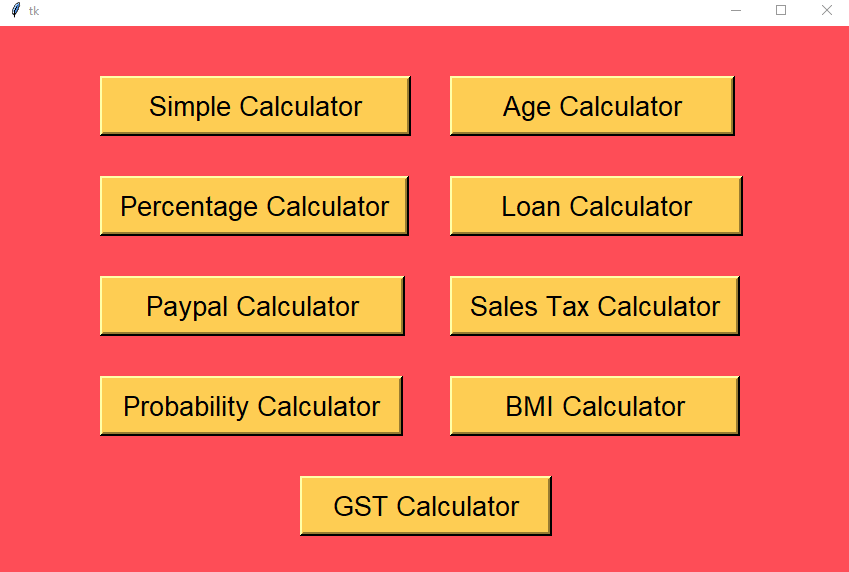 tk
Simple Calculator
Age Calculator
Percentage Calculator
Loan Calculator
Paypal Calculator
Sales Tax Calculator
Probability Calculator
BMI Calculator
GST Calculator